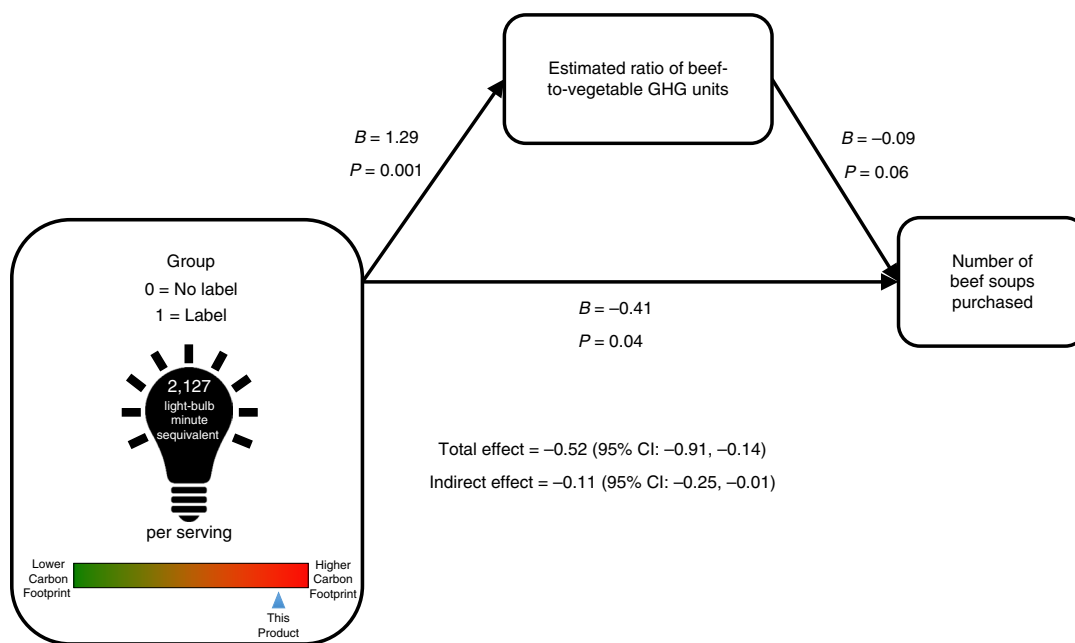 Estimated ratio of beef-
to-vegetable GHG units
B = 1.29
P = 0.001
B = –0.09
P = 0.06
Group
0 = No label
1 = Label
2,127
light-bulb
minute
sequivalent
per serving
Lower
Carbon
Footprint
Higher
Carbon
Footprint
This
Product
B = –0.41
P = 0.04
Number of
beef soups
purchased
Total effect = –0.52 (95% CI: –0.91, –0.14)
Indirect effect = –0.11 (95% CI: –0.25, –0.01)